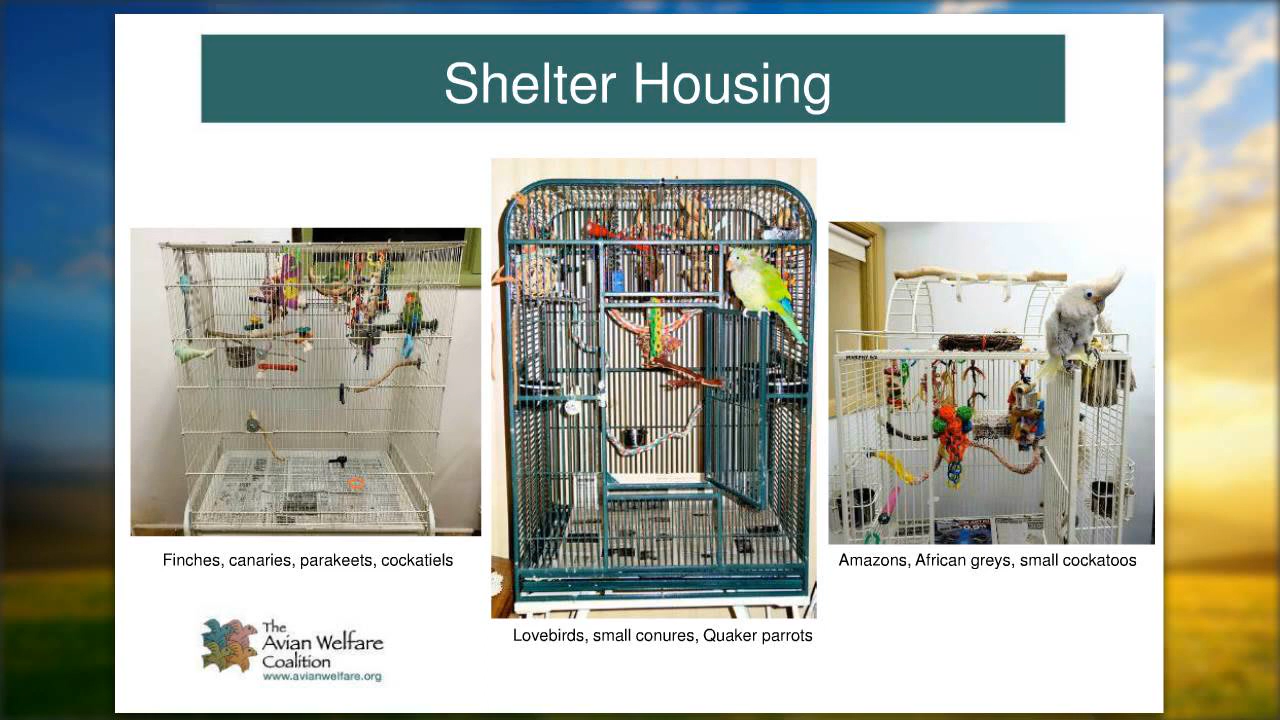 Shelter Housing
Finches, canaries, parakeets, cockatiels
Lovebirds, small conures, Quaker parrots
Amazons, African greys, small cockatoos
The
Avian Welfare
Coalition
www.avianwelfare.org